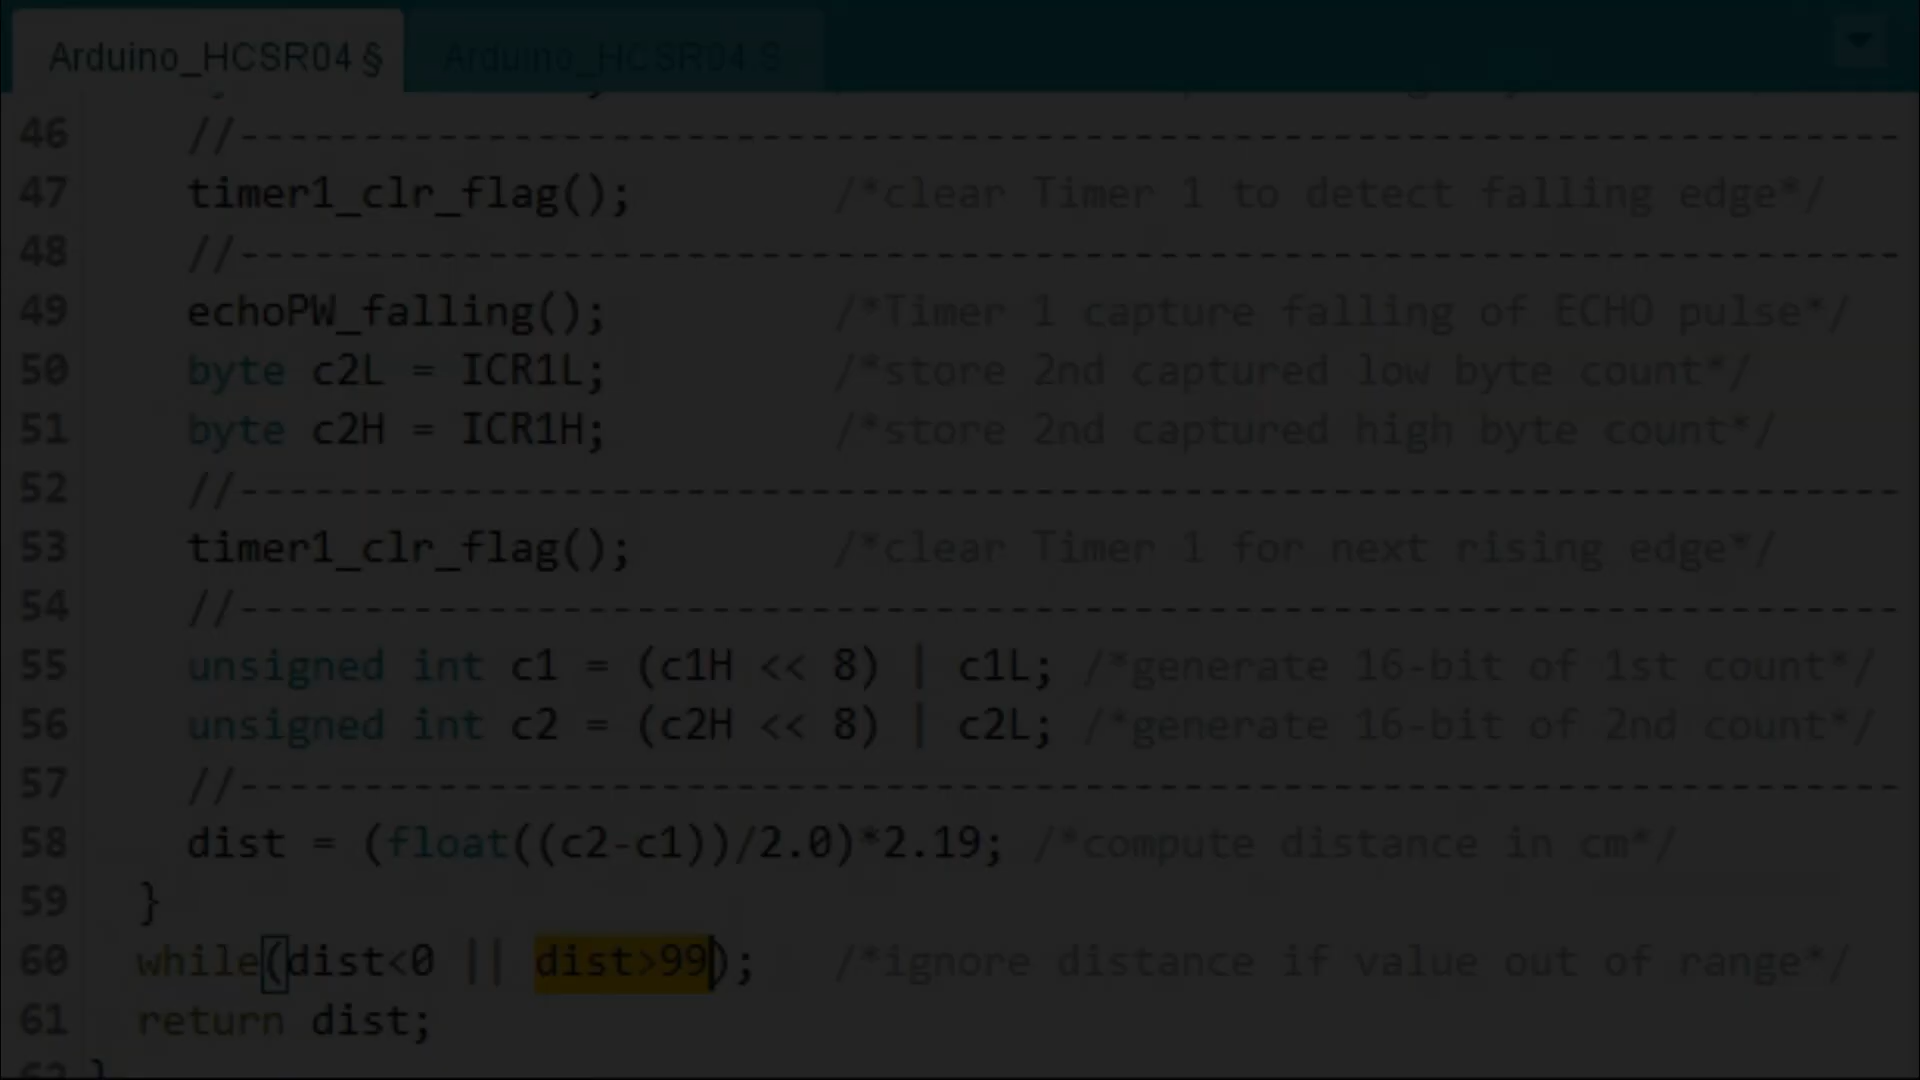 Arduino_HCSR04 § Arduino_HCSR04 §
46 //-------------------------------------------------------------------
47 timer1_clr_flag(); /*clear Timer 1 to detect falling edge*/
48 //-------------------------------------------------------------------
49 echoPW_falling(); /*Timer 1 capture falling of ECHO pulse*/
50 byte c2L = ICR1L; /*store 2nd captured low byte count*/
51 byte c2H = ICR1H; /*store 2nd captured high byte count*/
52 //-------------------------------------------------------------------
53 timer1_clr_flag(); /*clear Timer 1 for next rising edge*/
54 //-------------------------------------------------------------------
55 unsigned int c1 = (c1H << 8) | c1L; /*generate 16-bit of 1st count*/
56 unsigned int c2 = (c2H << 8) | c2L; /*generate 16-bit of 2nd count*/
57 //-------------------------------------------------------------------
58 dist = (float((c2-c1))/2.0)*2.19; /*compute distance in cm*/
59 }
60 while(dist<0 || dist>99); /*ignore distance if value out of range*/
61 return dist;
62 }